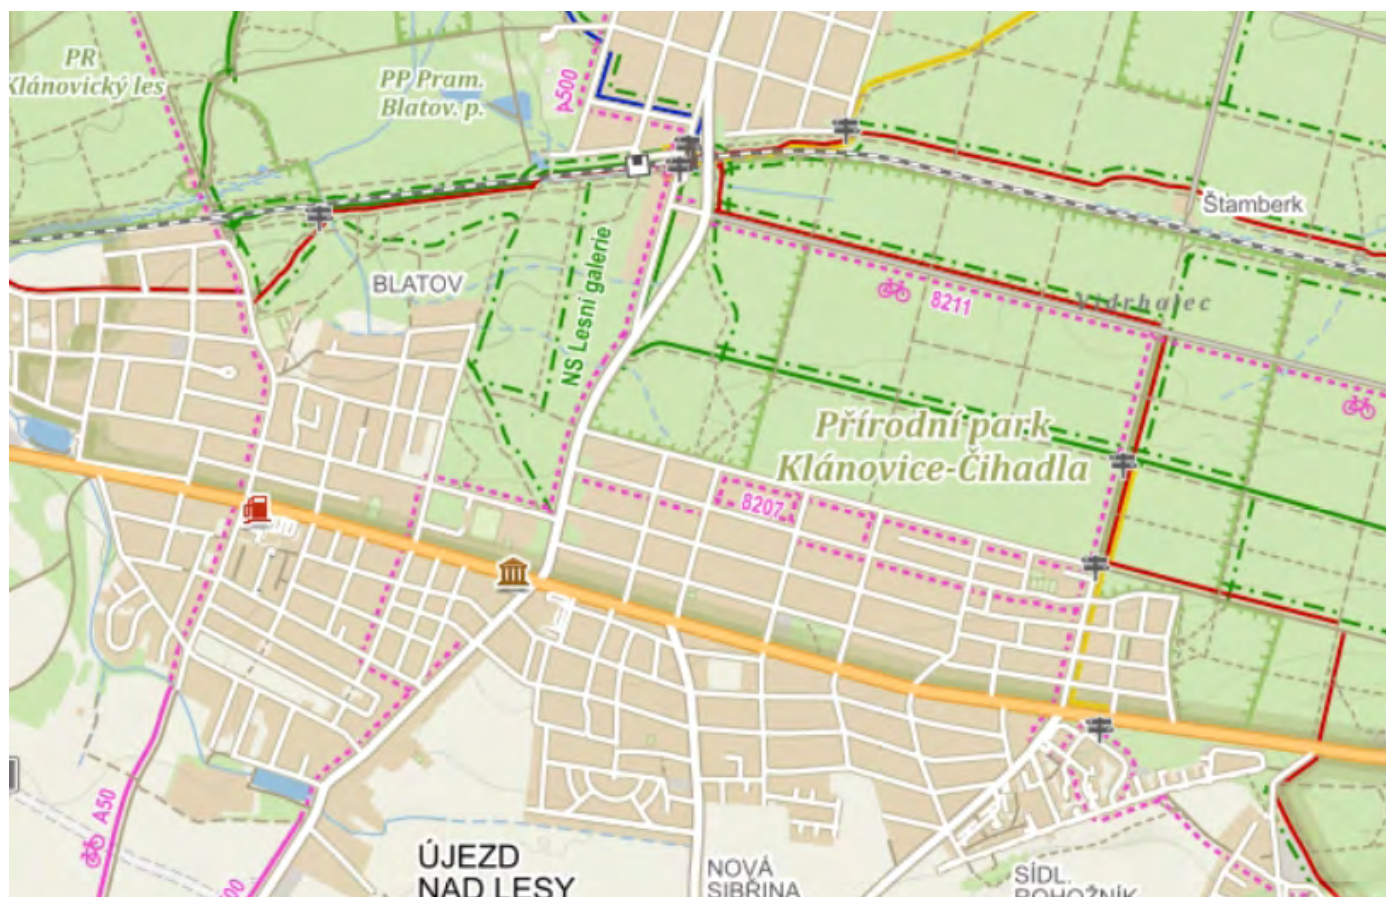 PR
Klánovický les
PP Pram.
Blatov. p.
A500
Štamberk
BLATOV
NS Lesní galerie
8211
Vidrholec
Přírodní park
Klánovice-Čihadla
8207
A50
ÚJEZD
NAD LESY
NOVÁ
SIBŘINA
SÍDL.
ROHOŽNÍK